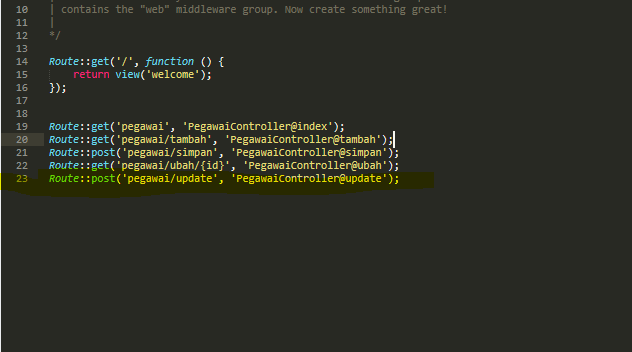 10 | contains the "web" middleware group. Now create something great!
11 |
12 */
13
14 Route::get('/', function () {
15 return view('welcome');
16 });
17
18
19 Route::get('pegawai', 'PegawaiController@index');
20 Route::get('pegawai/tambah', 'PegawaiController@tambah');
21 Route::post('pegawai/simpan', 'PegawaiController@simpan');
22 Route::get('pegawai/ubah/{id}', 'PegawaiController@ubah');
23 Route::post('pegawai/update', 'PegawaiController@update');